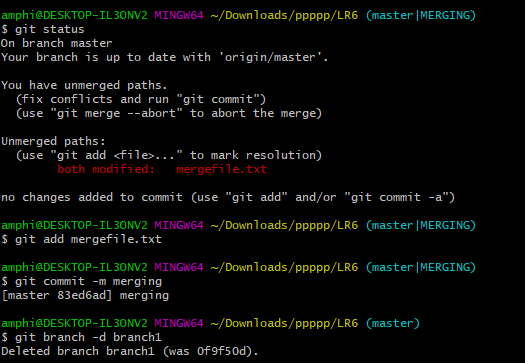 amphi@DESKTOP-IL3ONV2 MINGW64 ~/Downloads/ppppp/LR6 (master|MERGING)
$ git status
On branch master
Your branch is up to date with 'origin/master'.
You have unmerged paths.
  (fix conflicts and run "git commit")
  (use "git merge --abort" to abort the merge)
Unmerged paths:
  (use "git add <file>..." to mark resolution)
        both modified:   mergefile.txt
no changes added to commit (use "git add" and/or "git commit -a")
amphi@DESKTOP-IL3ONV2 MINGW64 ~/Downloads/ppppp/LR6 (master|MERGING)
$ git add mergefile.txt
amphi@DESKTOP-IL3ONV2 MINGW64 ~/Downloads/ppppp/LR6 (master|MERGING)
$ git commit -m merging
[master 83ed6ad] merging
amphi@DESKTOP-IL3ONV2 MINGW64 ~/Downloads/ppppp/LR6 (master)
$ git branch -d branch1
Deleted branch branch1 (was 0f9f50d).